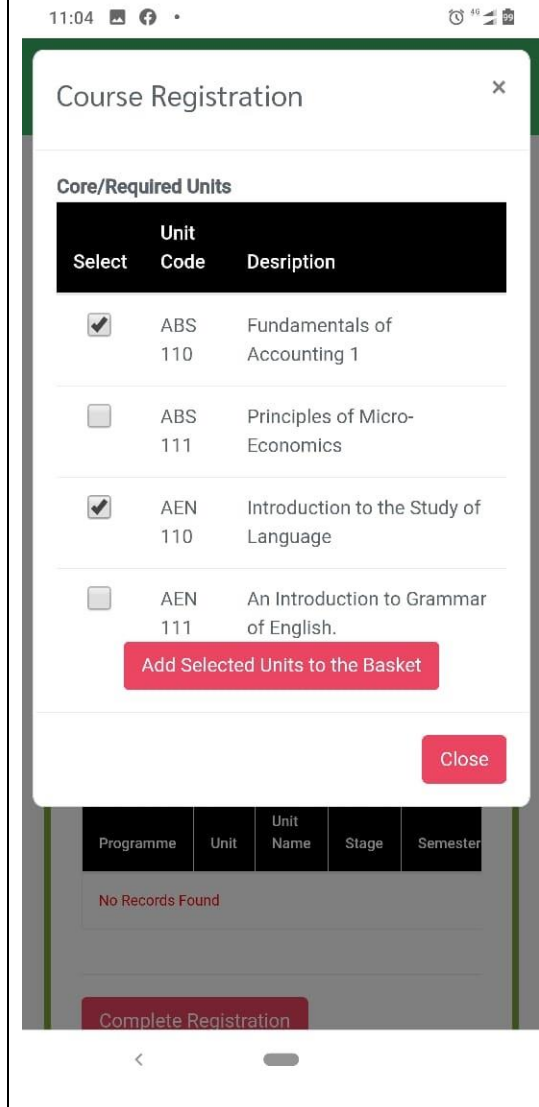 11:04
4G
99
Course Registration
×
Core/Required Units
Select Unit Code Desription
ABS 110 Fundamentals of
Accounting 1
ABS 111 Principles of Micro-
Economics
AEN 110 Introduction to the Study of
Language
AEN 111 An Introduction to Grammar
of English.
Add Selected Units to the Basket
Close
Programme Unit Unit Name Stage Semester
No Records Found
Complete Registration